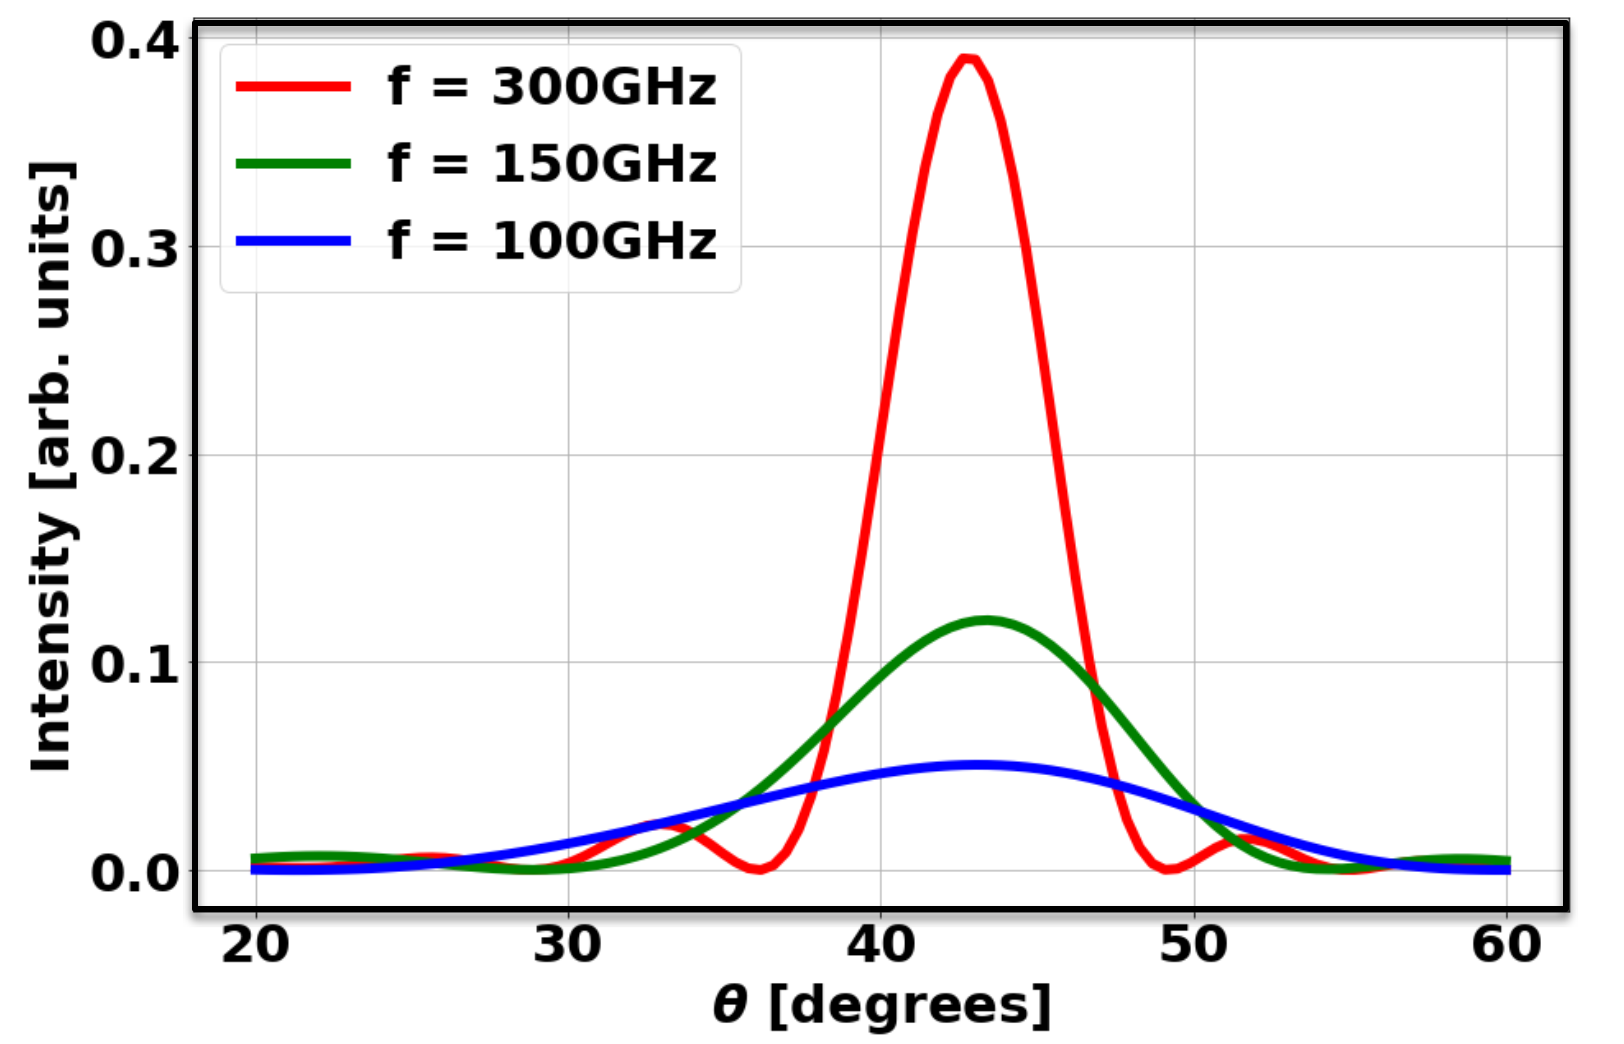 Intensity [arb. units]
0.4
0.3
0.2
0.1
0.0
f = 300GHz
f = 150GHz
f = 100GHz
20 30 40 50 60
θ [degrees]